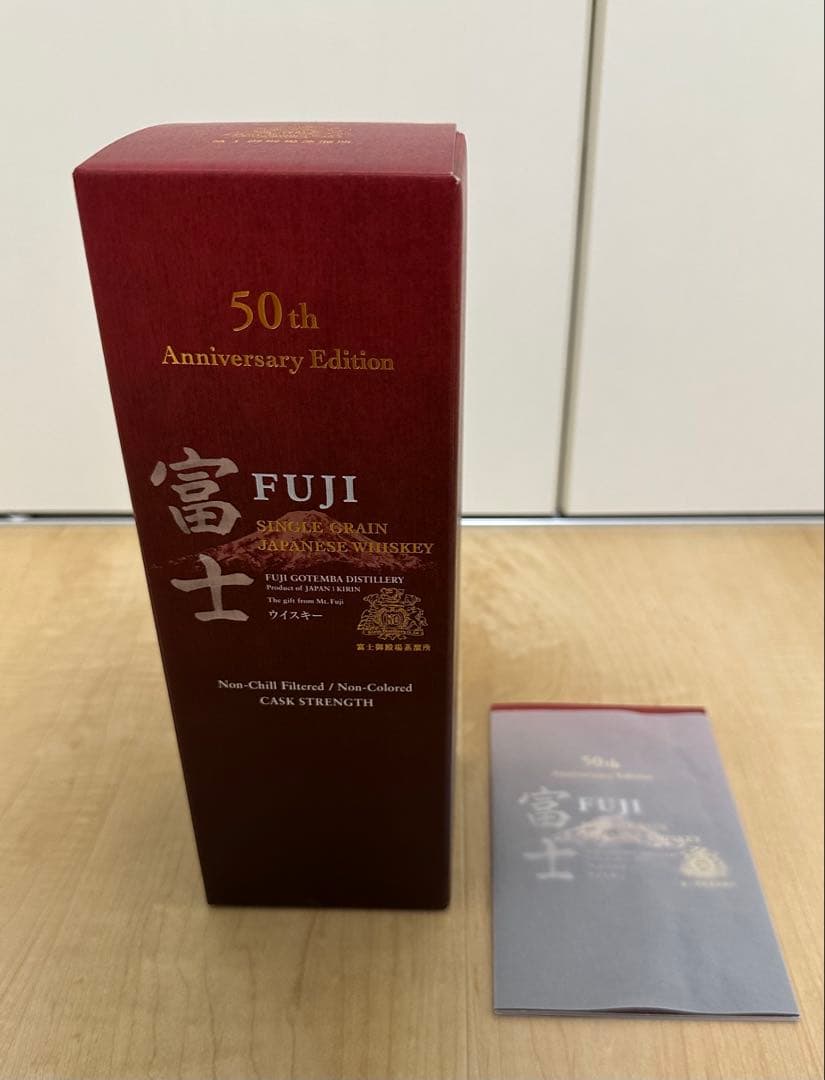 50th
Anniversary Edition
富士
FUJI
SINGLE GRAIN
JAPANESE WHISKEY
FUJI GOTEMBA DISTILLERY
Product of JAPAN : KIRIN
The gift from Mt. Fuji
ウイスキー
富士御殿場蒸溜所
Non-Chill Filtered / Non-Colored
CASK STRENGTH
50th
Anniversary Edition
富士
FUJI